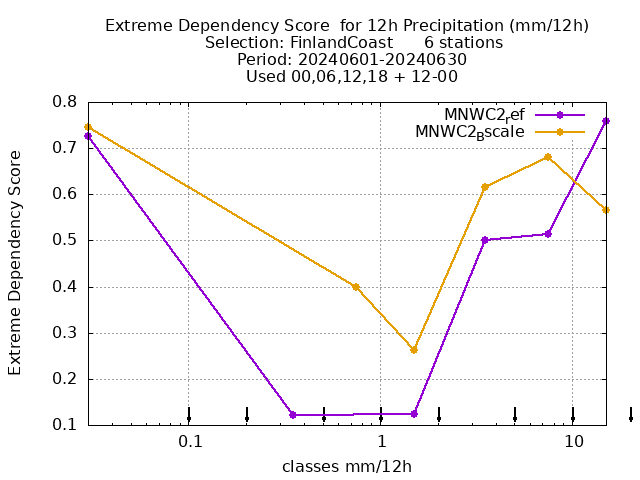 Extreme Dependency Score  for 12h Precipitation (mm/12h)
Selection: FinlandCoast      6 stations
Period: 20240601-20240630
Used 00,06,12,18 + 12-00
MNWC2ref
MNWC2Bscale
0.8
0.7
0.6
0.5
0.4
0.3
0.2
0.1
Extreme Dependency Score
0.1 1 10
classes mm/12h